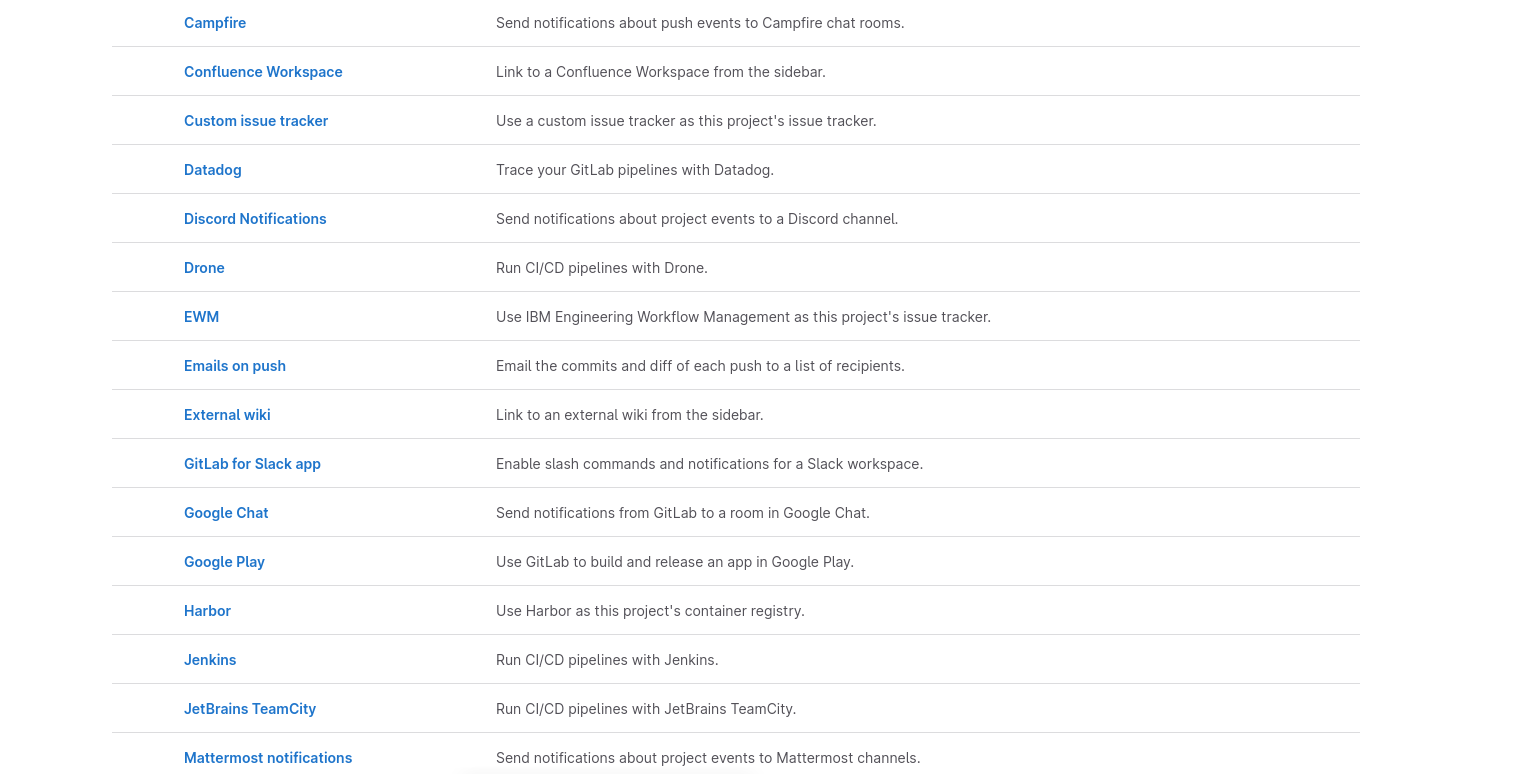 Campfire Send notifications about push events to Campfire chat rooms.
Confluence Workspace Link to a Confluence Workspace from the sidebar.
Custom issue tracker Use a custom issue tracker as this project's issue tracker.
Datadog Trace your GitLab pipelines with Datadog.
Discord Notifications Send notifications about project events to a Discord channel.
Drone Run CI/CD pipelines with Drone.
EWM Use IBM Engineering Workflow Management as this project's issue tracker.
Emails on push Email the commits and diff of each push to a list of recipients.
External wiki Link to an external wiki from the sidebar.
GitLab for Slack app Enable slash commands and notifications for a Slack workspace.
Google Chat Send notifications from GitLab to a room in Google Chat.
Google Play Use GitLab to build and release an app in Google Play.
Harbor Use Harbor as this project's container registry.
Jenkins Run CI/CD pipelines with Jenkins.
JetBrains TeamCity Run CI/CD pipelines with JetBrains TeamCity.
Mattermost notifications Send notifications about project events to Mattermost channels.